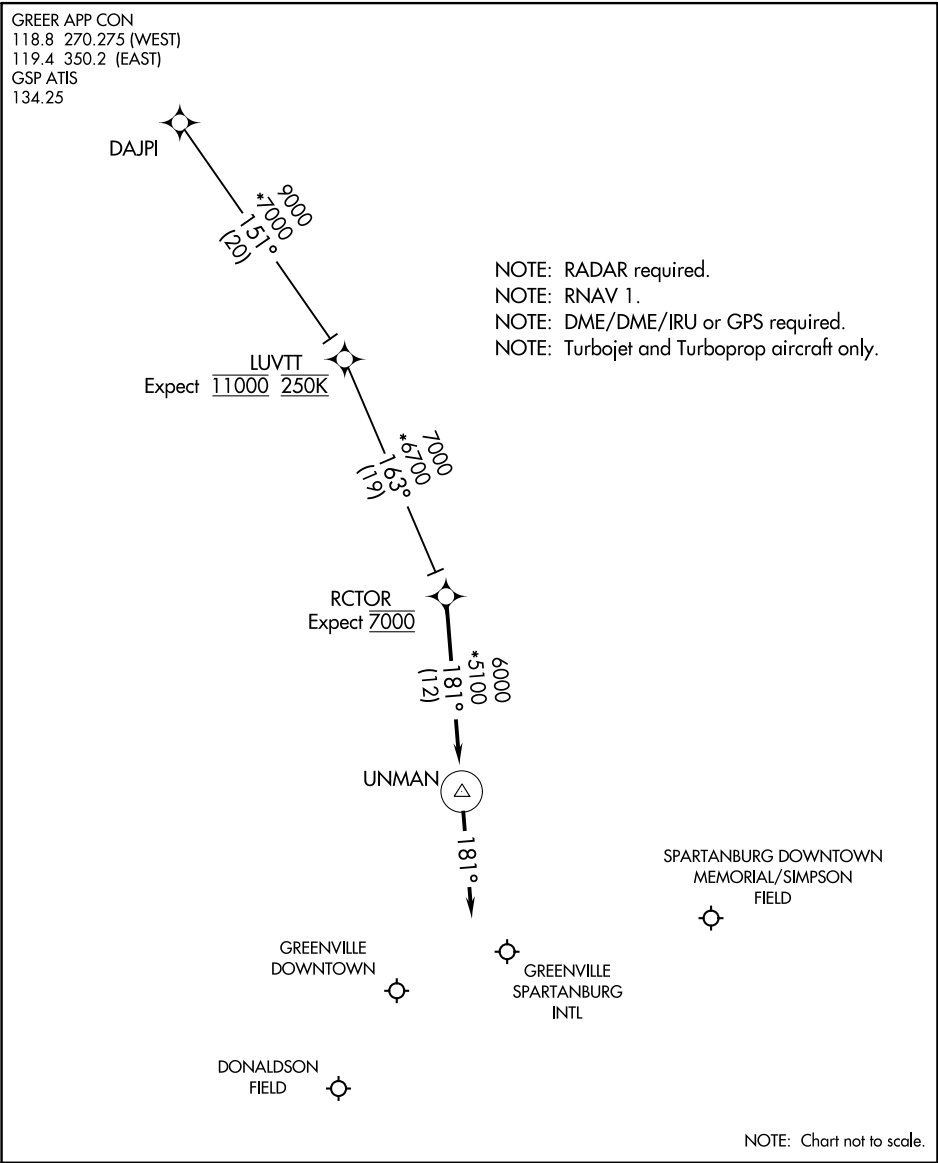 GREER APP CON
118.8 270.275 (WEST)
119.4 350.2 (EAST)
GSP ATIS
134.25
DAJPI
9000
*7000
151°
(20)
NOTE: RADAR required.
NOTE: RNAV 1.
NOTE: DME/DME/IRU or GPS required.
NOTE: Turbojet and Turboprop aircraft only.
LUVTT
Expect 11000 250K
7000
*6700
163°
(19)
RCTOR
Expect 7000
6000
*5100
181°
(12)
UNMAN
181°
SPARTANBURG DOWNTOWN
MEMORIAL/SIMPSON
FIELD
GREENVILLE
DOWNTOWN
GREENVILLE
SPARTANBURG
INTL
DONALDSON
FIELD
NOTE: Chart not to scale.